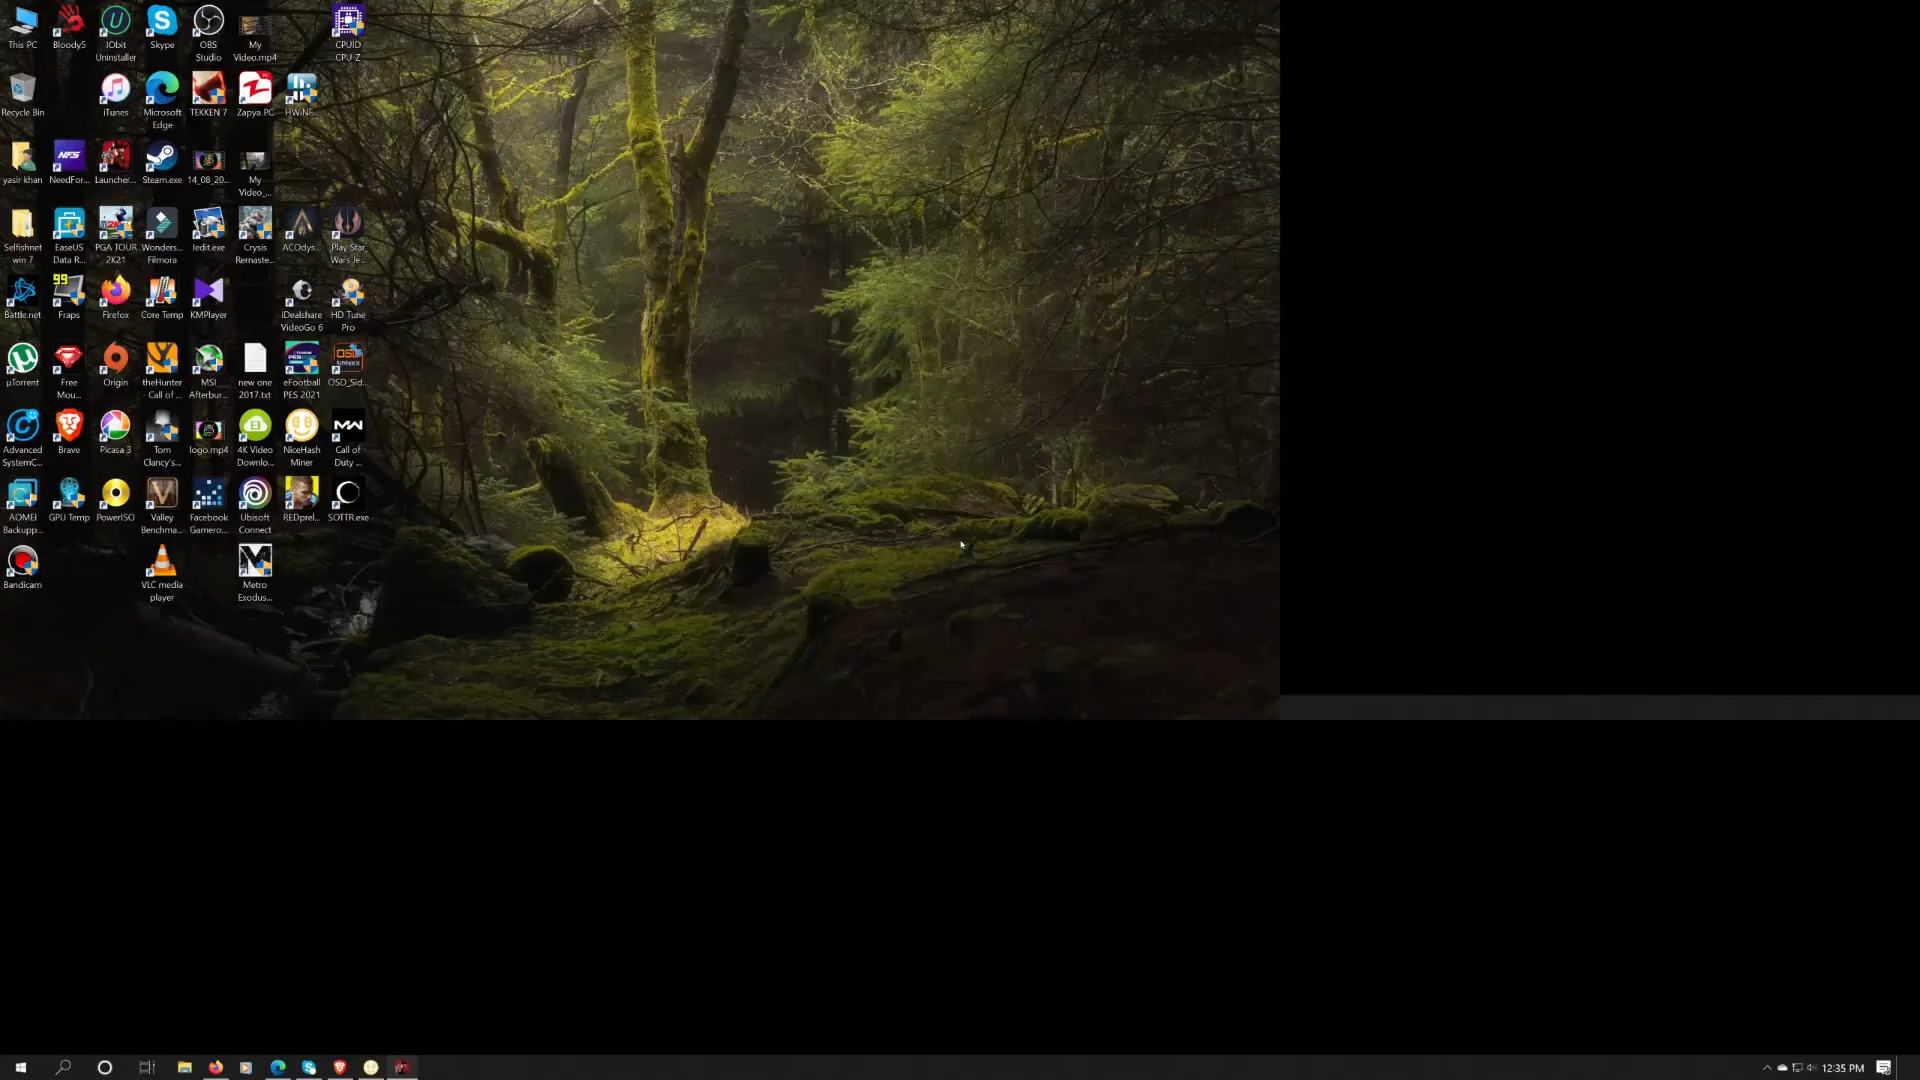 This PC
Bloody5
IObit
Uninstaller
Skype
OBS
Studio
My
Video.mp4
CPUID
CPU-Z
Recycle Bin
iTunes
Microsoft
Edge
TEKKEN 7
Zapya PC
HWiNF...
yasir khan
NeedFor...
Launcher...
Steam.exe
14_08_20...
My
Video_...
Selfishnet
win 7
EaseUS
Data R...
PGA TOUR
2K21
Wonders...
Filmora
Iedit.exe
Crysis
Remaste...
ACOdys...
Play Star
Wars Je...
Battle.net
99
Fraps
Firefox
Core Temp
KMPlayer
iDealshare
VideoGo 6
HD Tune
Pro
µTorrent
Free
Mou...
Origin
theHunter
- Call of ...
MSI
Afterbur...
new one
2017.txt
eFootball
PES 2021
OSD_Sid...
Advanced
SystemC...
Brave
Picasa 3
Tom
Clancy's...
logo.mp4
4K Video
Downlo...
NiceHash
Miner
Call of
Duty ...
AOMEI
Backupp...
GPU Temp
PowerISO
Valley
Benchma...
Facebook
Gamero...
Ubisoft
Connect
REDprel...
SOTTR.exe
Bandicam
VLC media
player
Metro
Exodus...
12:35 PM